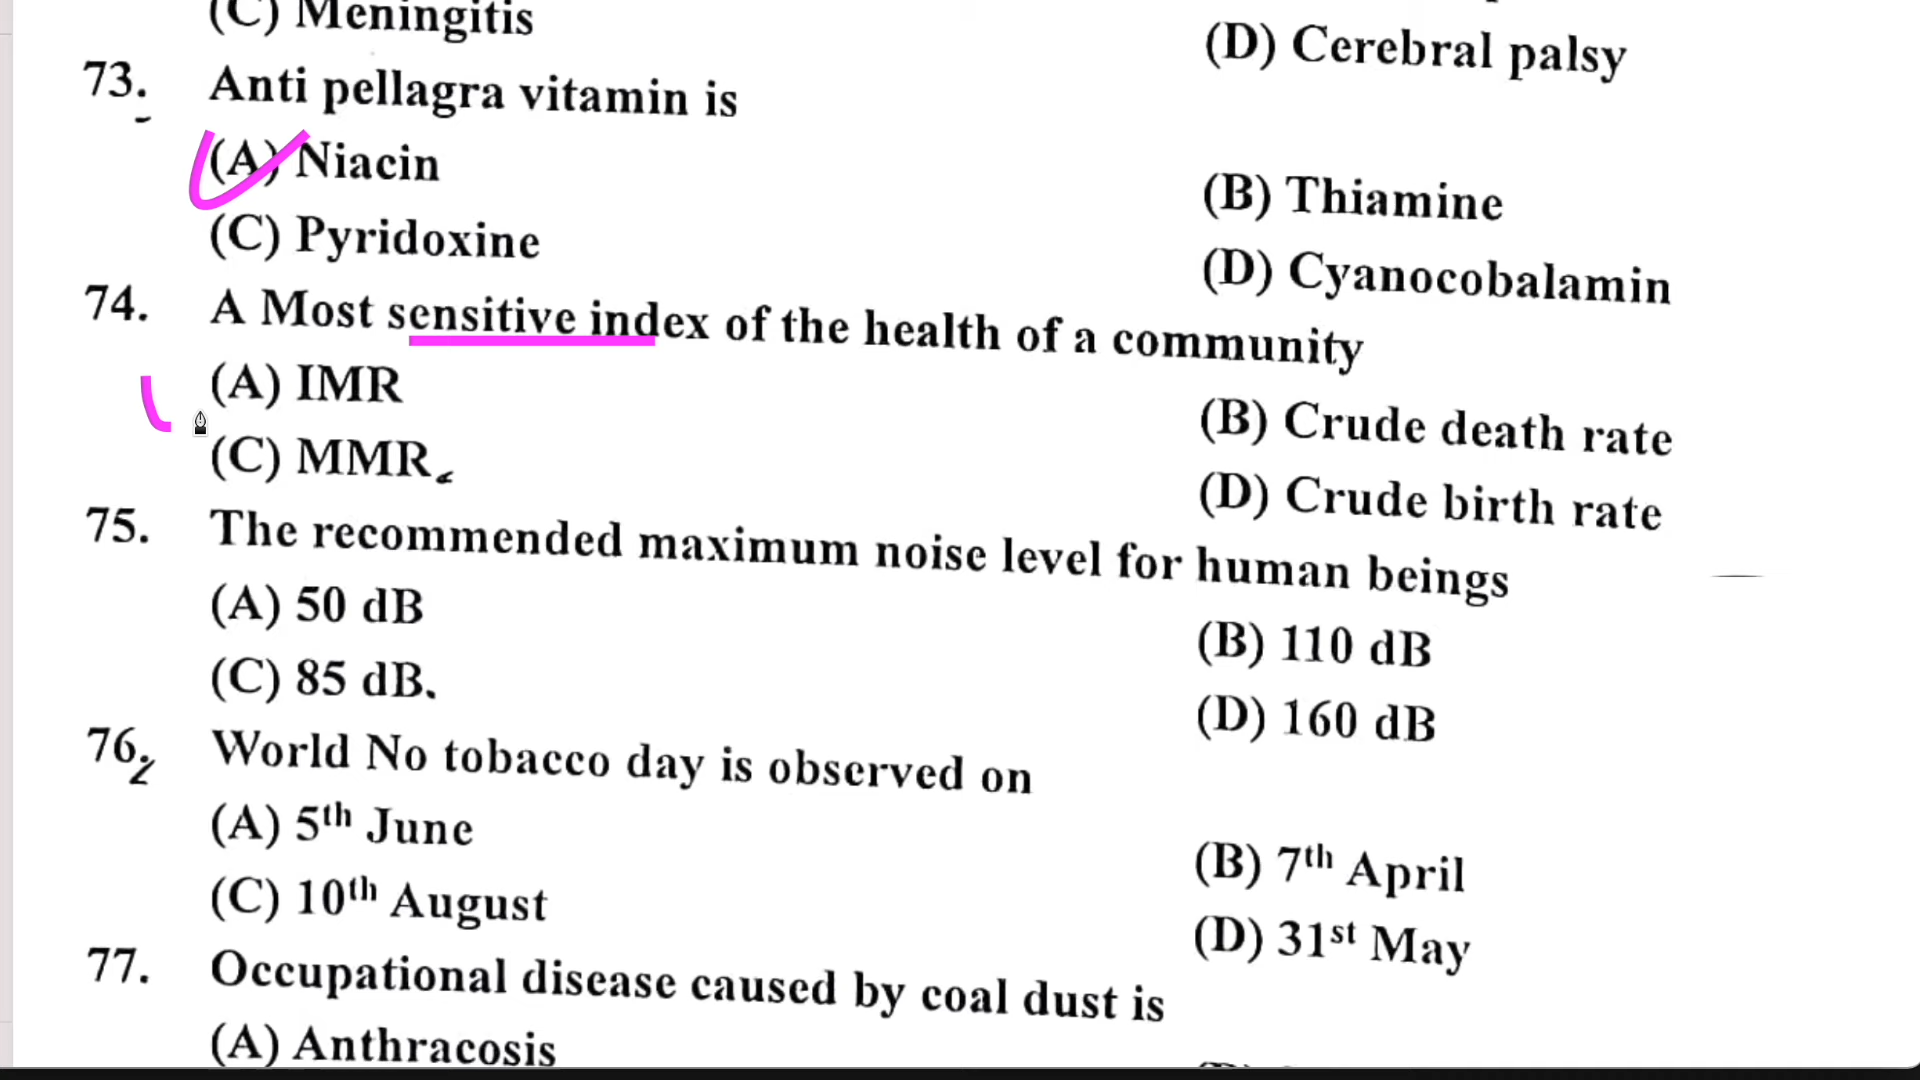 (C) Meningitis
(D) Cerebral palsy
73. Anti pellagra vitamin is
(A) Niacin
(B) Thiamine
(C) Pyridoxine
(D) Cyanocobalamin
74. A Most sensitive index of the health of a community
(A) IMR
(B) Crude death rate
(C) MMR
(D) Crude birth rate
75. The recommended maximum noise level for human beings
(A) 50 dB
(B) 110 dB
(C) 85 dB.
(D) 160 dB
76. World No tobacco day is observed on
(A) 5th June
(B) 7th April
(C) 10th August
(D) 31st May
77. Occupational disease caused by coal dust is
(A) Anthracosis